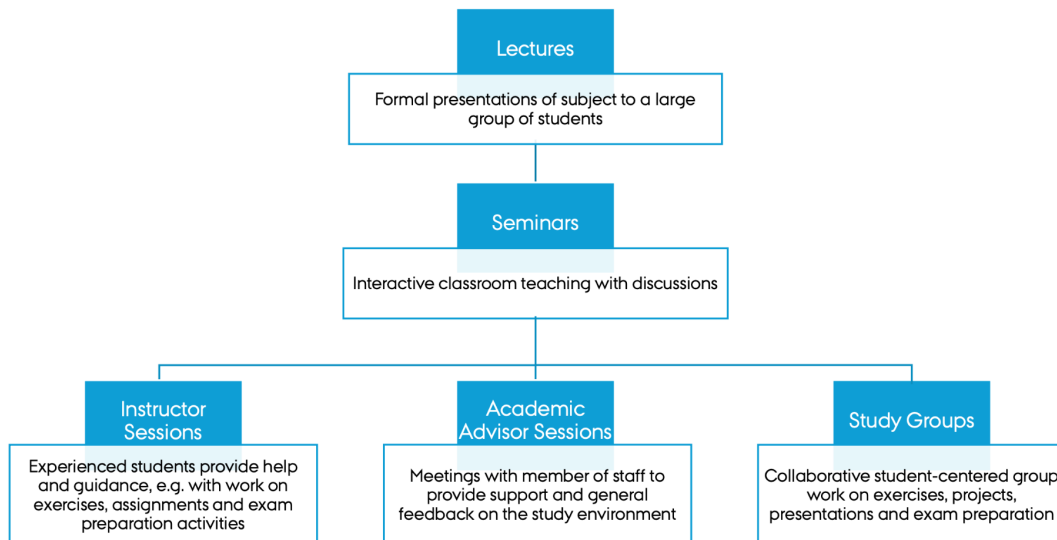 Lectures
Formal presentations of subject to a large
group of students
Seminars
Interactive classroom teaching with discussions
Instructor
Sessions
Experienced students provide help
and guidance, e.g. with work on
exercises, assignments and exam
preparation activities
Academic
Advisor Sessions
Meetings with member of staff to
provide support and general
feedback on the study environment
Study Groups
Collaborative student-centered group
work on exercises, projects,
presentations and exam preparation